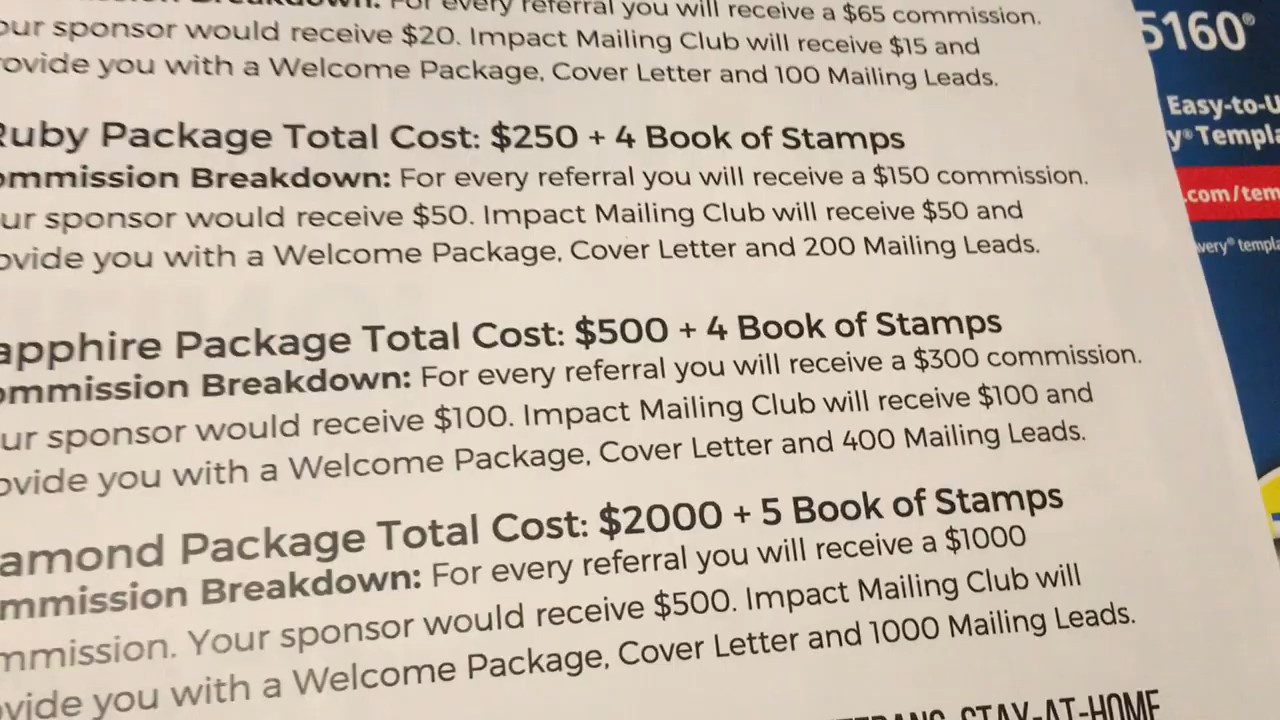 Breakdown: For every referral you will receive a $65 commission.
our sponsor would receive $20. Impact Mailing Club will receive $15 and
rovide you with a Welcome Package, Cover Letter and 100 Mailing Leads.
Ruby Package Total Cost: $250 + 4 Book of Stamps
ommission Breakdown: For every referral you will receive a $150 commission.
ur sponsor would receive $50. Impact Mailing Club will receive $50 and
ovide you with a Welcome Package, Cover Letter and 200 Mailing Leads.
apphire Package Total Cost: $500 + 4 Book of Stamps
ommission Breakdown: For every referral you will receive a $300 commission.
ur sponsor would receive $100. Impact Mailing Club will receive $100 and
ovide you with a Welcome Package, Cover Letter and 400 Mailing Leads.
amond Package Total Cost: $2000 + 5 Book of Stamps
mmission Breakdown: For every referral you will receive a $1000
mmission. Your sponsor would receive $500. Impact Mailing Club will
ovide you with a Welcome Package, Cover Letter and 1000 Mailing Leads.
STAY-AT-HOME
5160®
Easy-to-U
y® Templa
.com/tem
very® templa